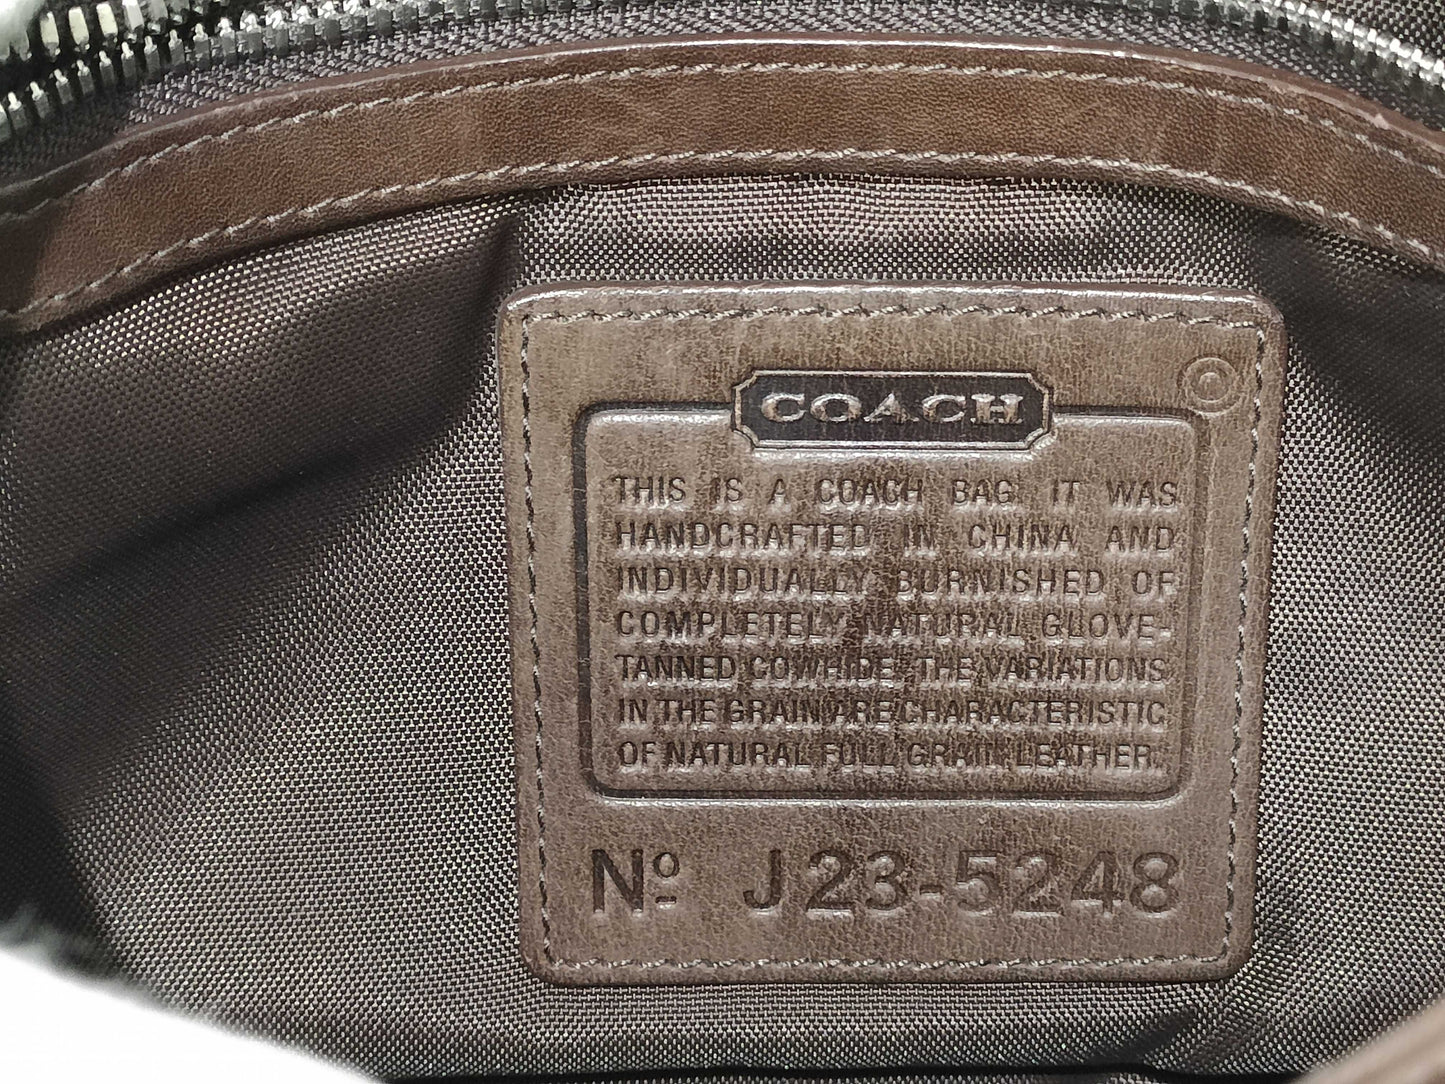 COACH
THIS IS A COACH BAG. IT WAS
HANDCRAFTED IN CHINA AND
INDIVIDUALLY BURNISHED OF
COMPLETELY NATURAL GLOVE-
TANNED COWHIDE. THE VARIATIONS
IN THE GRAIN ARE CHARACTERISTIC
OF NATURAL FULL GRAIN LEATHER.
Nº J23-5248